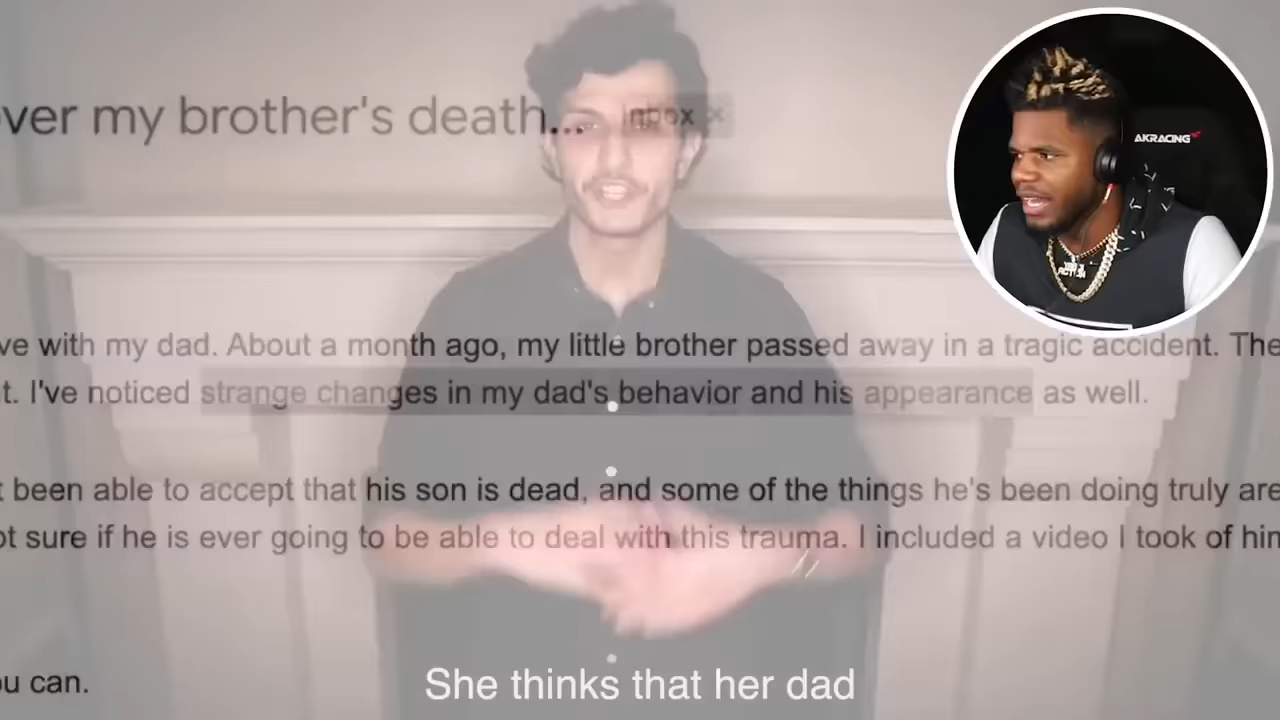 ver my brother's death... Inbox ×
AKRACING
ve with my dad. About a month ago, my little brother passed away in a tragic accident. The
t. I've noticed strange changes in my dad's behavior and his appearance as well.
t been able to accept that his son is dead, and some of the things he's been doing truly are
ot sure if he is ever going to be able to deal with this trauma. I included a video I took of him
ou can.
She thinks that her dad